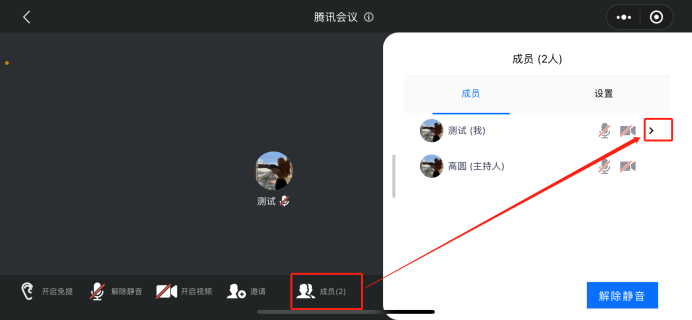 腾讯会议
成员 (2人)
成员
设置
测试 (我)
高圆 (主持人)
测试
开启免提
解除静音
开启视频
邀请
成员(2)
解除静音